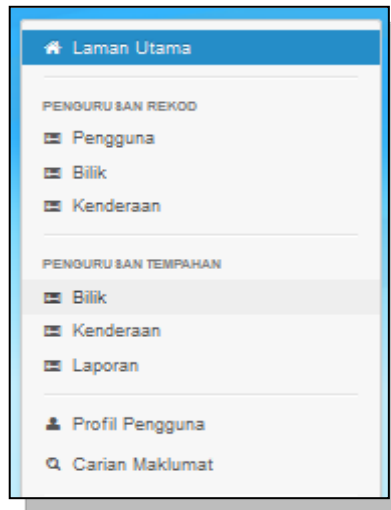 Laman Utama
PENGURUSAN REKOD
Pengguna
Bilik
Kenderaan
PENGURUSAN TEMPAHAN
Bilik
Kenderaan
Laporan
Profil Pengguna
Carian Maklumat